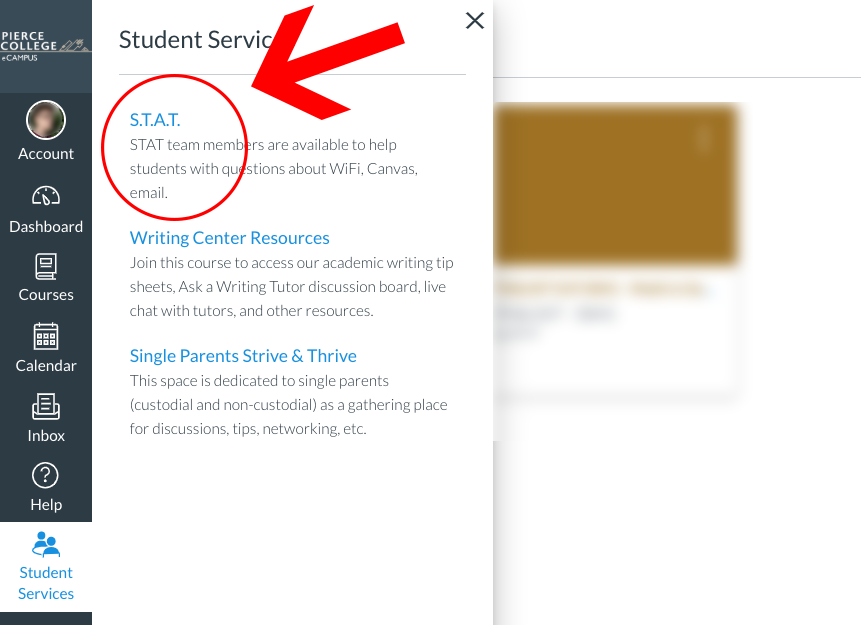 PIERCE
COLLEGE
eCAMPUS
Account
Dashboard
Courses
Calendar
Inbox
Help
Student
Services
Student Servic
S.T.A.T.
STAT team members are available to help
students with questions about WiFi, Canvas,
email.
Writing Center Resources
Join this course to access our academic writing tip
sheets, Ask a Writing Tutor discussion board, live
chat with tutors, and other resources.
Single Parents Strive & Thrive
This space is dedicated to single parents
(custodial and non-custodial) as a gathering place
for discussions, tips, networking, etc.